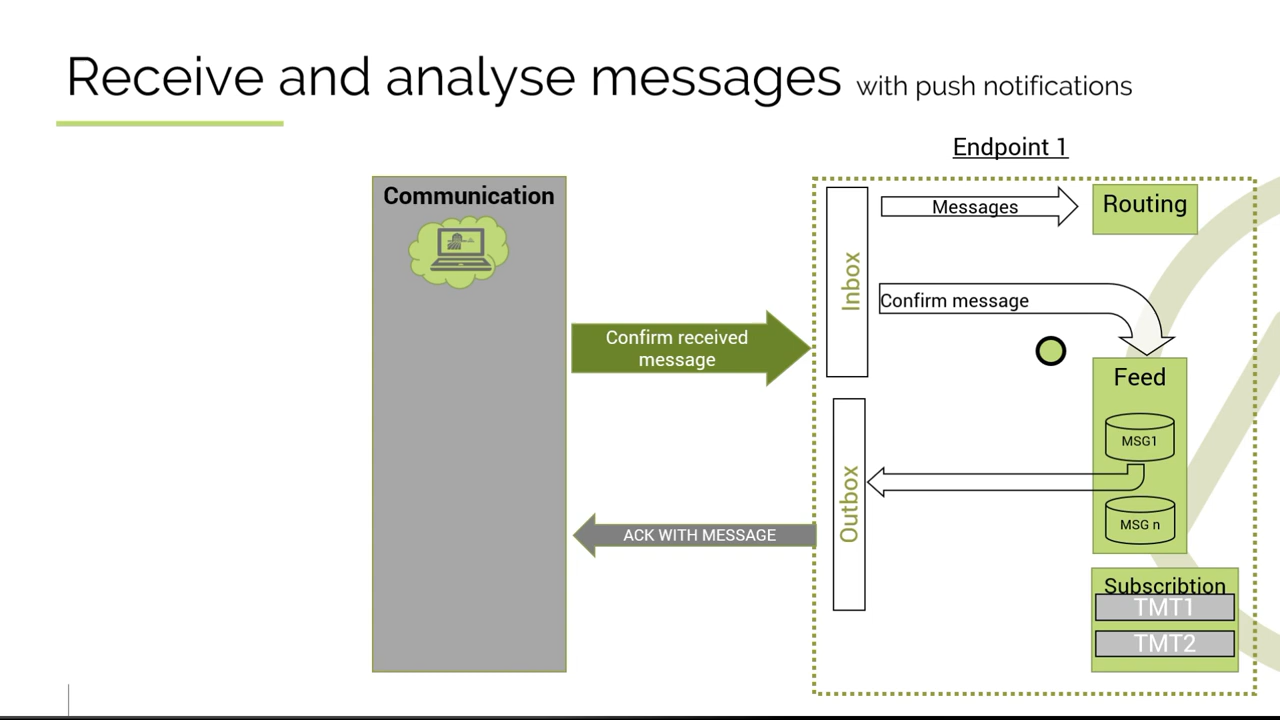 Receive and analyse messages with push notifications
Endpoint 1
Communication
Messages
Routing
Inbox
Confirm message
Confirm received
message
Feed
MSG1
Outbox
MSG n
ACK WITH MESSAGE
Subscribtion
TMT1
TMT2